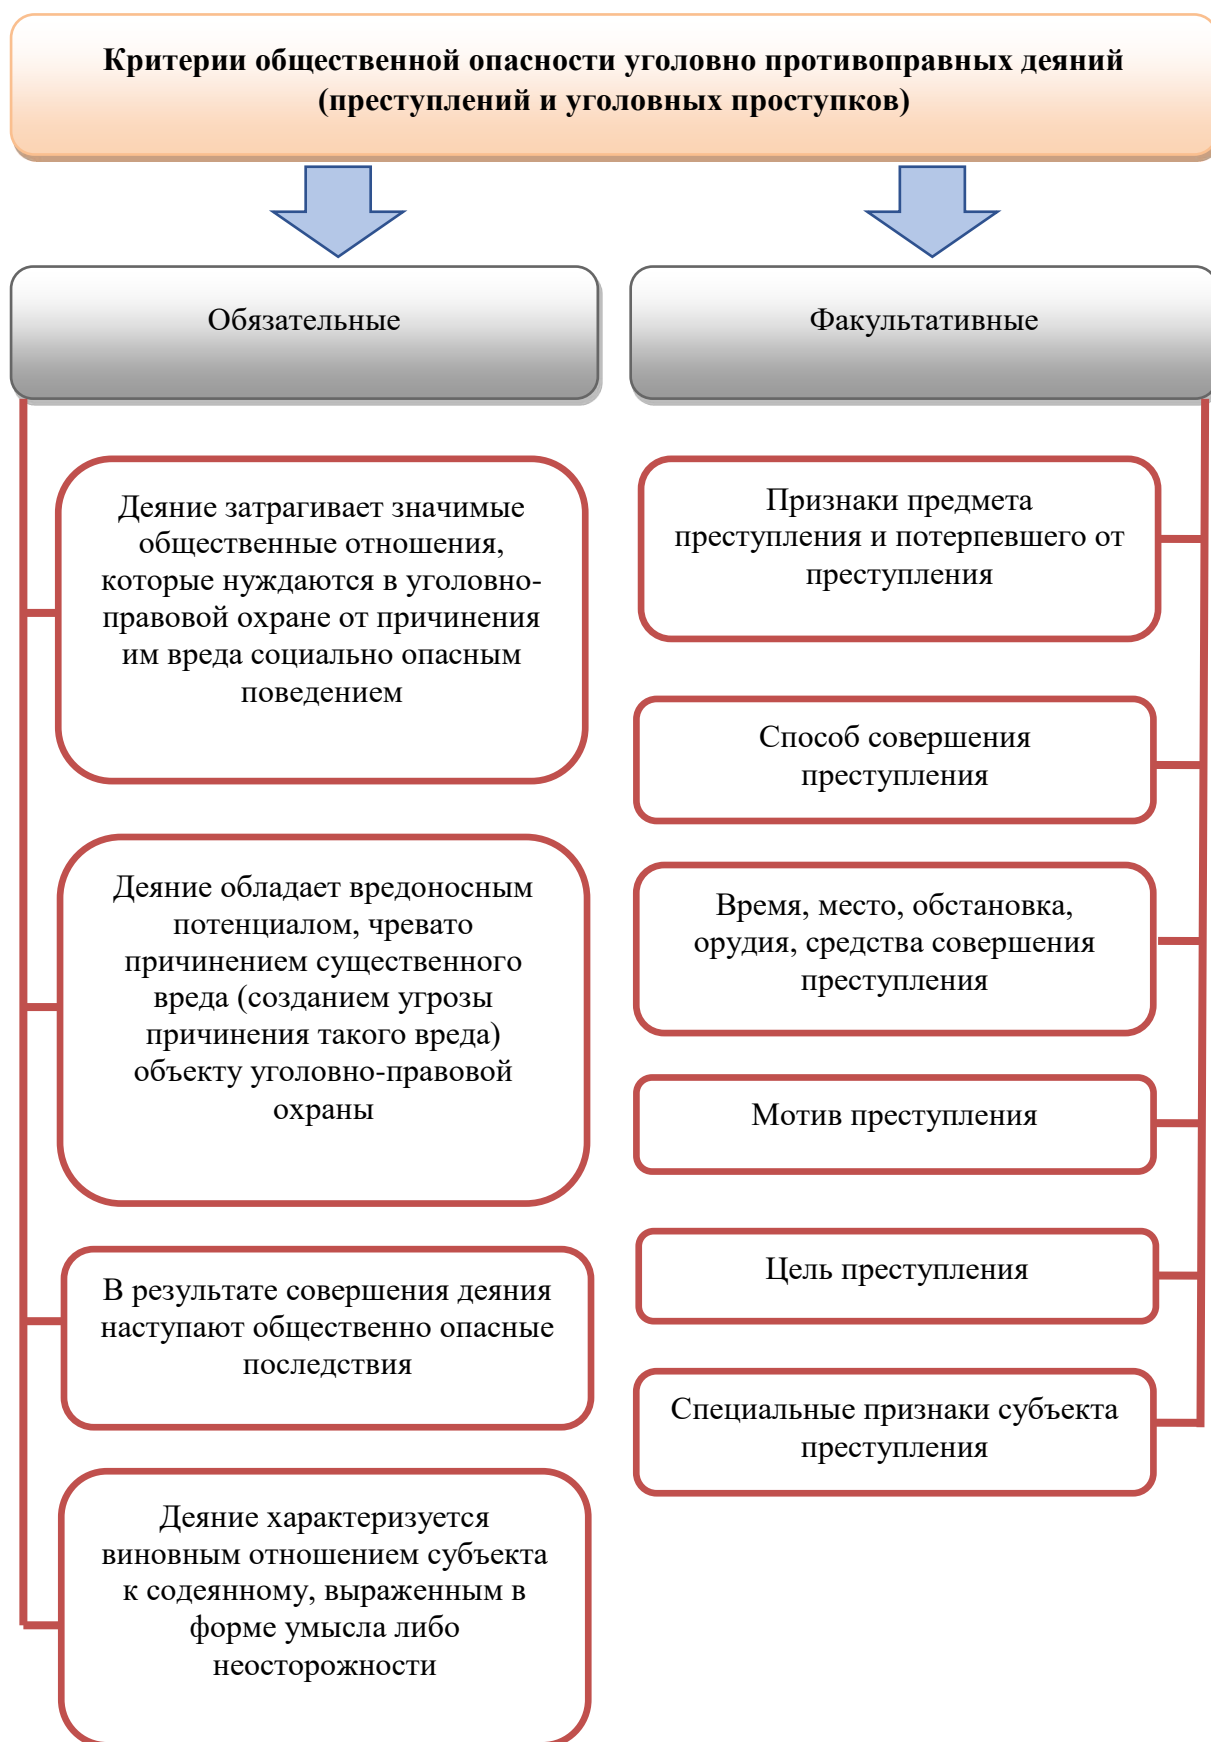 Критерии общественной опасности уголовно противоправных деяний
(преступлений и уголовных проступков)
Обязательные
Деяние затрагивает значимые
общественные отношения,
которые нуждаются в уголовно-
правовой охране от причинения
им вреда социально опасным
поведением
Деяние обладает вредоносным
потенциалом, чревато
причинением существенного
вреда (созданием угрозы
причинения такого вреда)
объекту уголовно-правовой
охраны
В результате совершения деяния
наступают общественно опасные
последствия
Деяние характеризуется
виновным отношением субъекта
к содеянному, выраженным в
форме умысла либо
неосторожности
Факультативные
Признаки предмета
преступления и потерпевшего от
преступления
Способ совершения
преступления
Время, место, обстановка,
орудия, средства совершения
преступления
Мотив преступления
Цель преступления
Специальные признаки субъекта
преступления